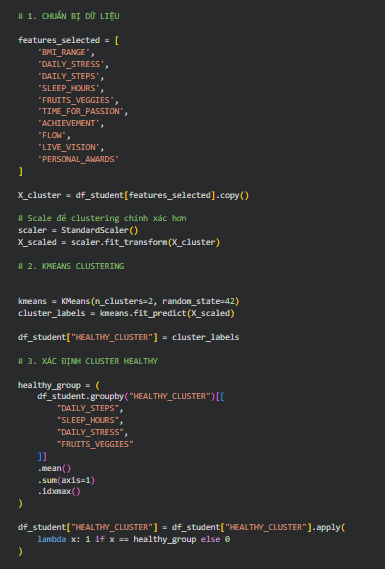 # 1. CHUẨN BỊ DỮ LIỆU
features_selected = [
    'BMI_RANGE',
    'DAILY_STRESS',
    'DAILY_STEPS',
    'SLEEP_HOURS',
    'FRUITS_VEGGIES',
    'TIME_FOR_PASSION',
    'ACHIEVEMENT',
    'FLOW',
    'LIVE_VISION',
    'PERSONAL_AWARDS'
]
X_cluster = df_student[features_selected].copy()
# Scale để clustering chính xác hơn
scaler = StandardScaler()
X_scaled = scaler.fit_transform(X_cluster)
# 2. KMEANS CLUSTERING
kmeans = KMeans(n_clusters=2, random_state=42)
cluster_labels = kmeans.fit_predict(X_scaled)
df_student["HEALTHY_CLUSTER"] = cluster_labels
# 3. XÁC ĐỊNH CLUSTER HEALTHY
healthy_group = (
    df_student.groupby("HEALTHY_CLUSTER")[[
        "DAILY_STEPS",
        "SLEEP_HOURS",
        "DAILY_STRESS",
        "FRUITS_VEGGIES"
    ]]
    .mean()
    .sum(axis=1)
    .idxmax()
)
df_student["HEALTHY_CLUSTER"] = df_student["HEALTHY_CLUSTER"].apply(
    lambda x: 1 if x == healthy_group else 0
)